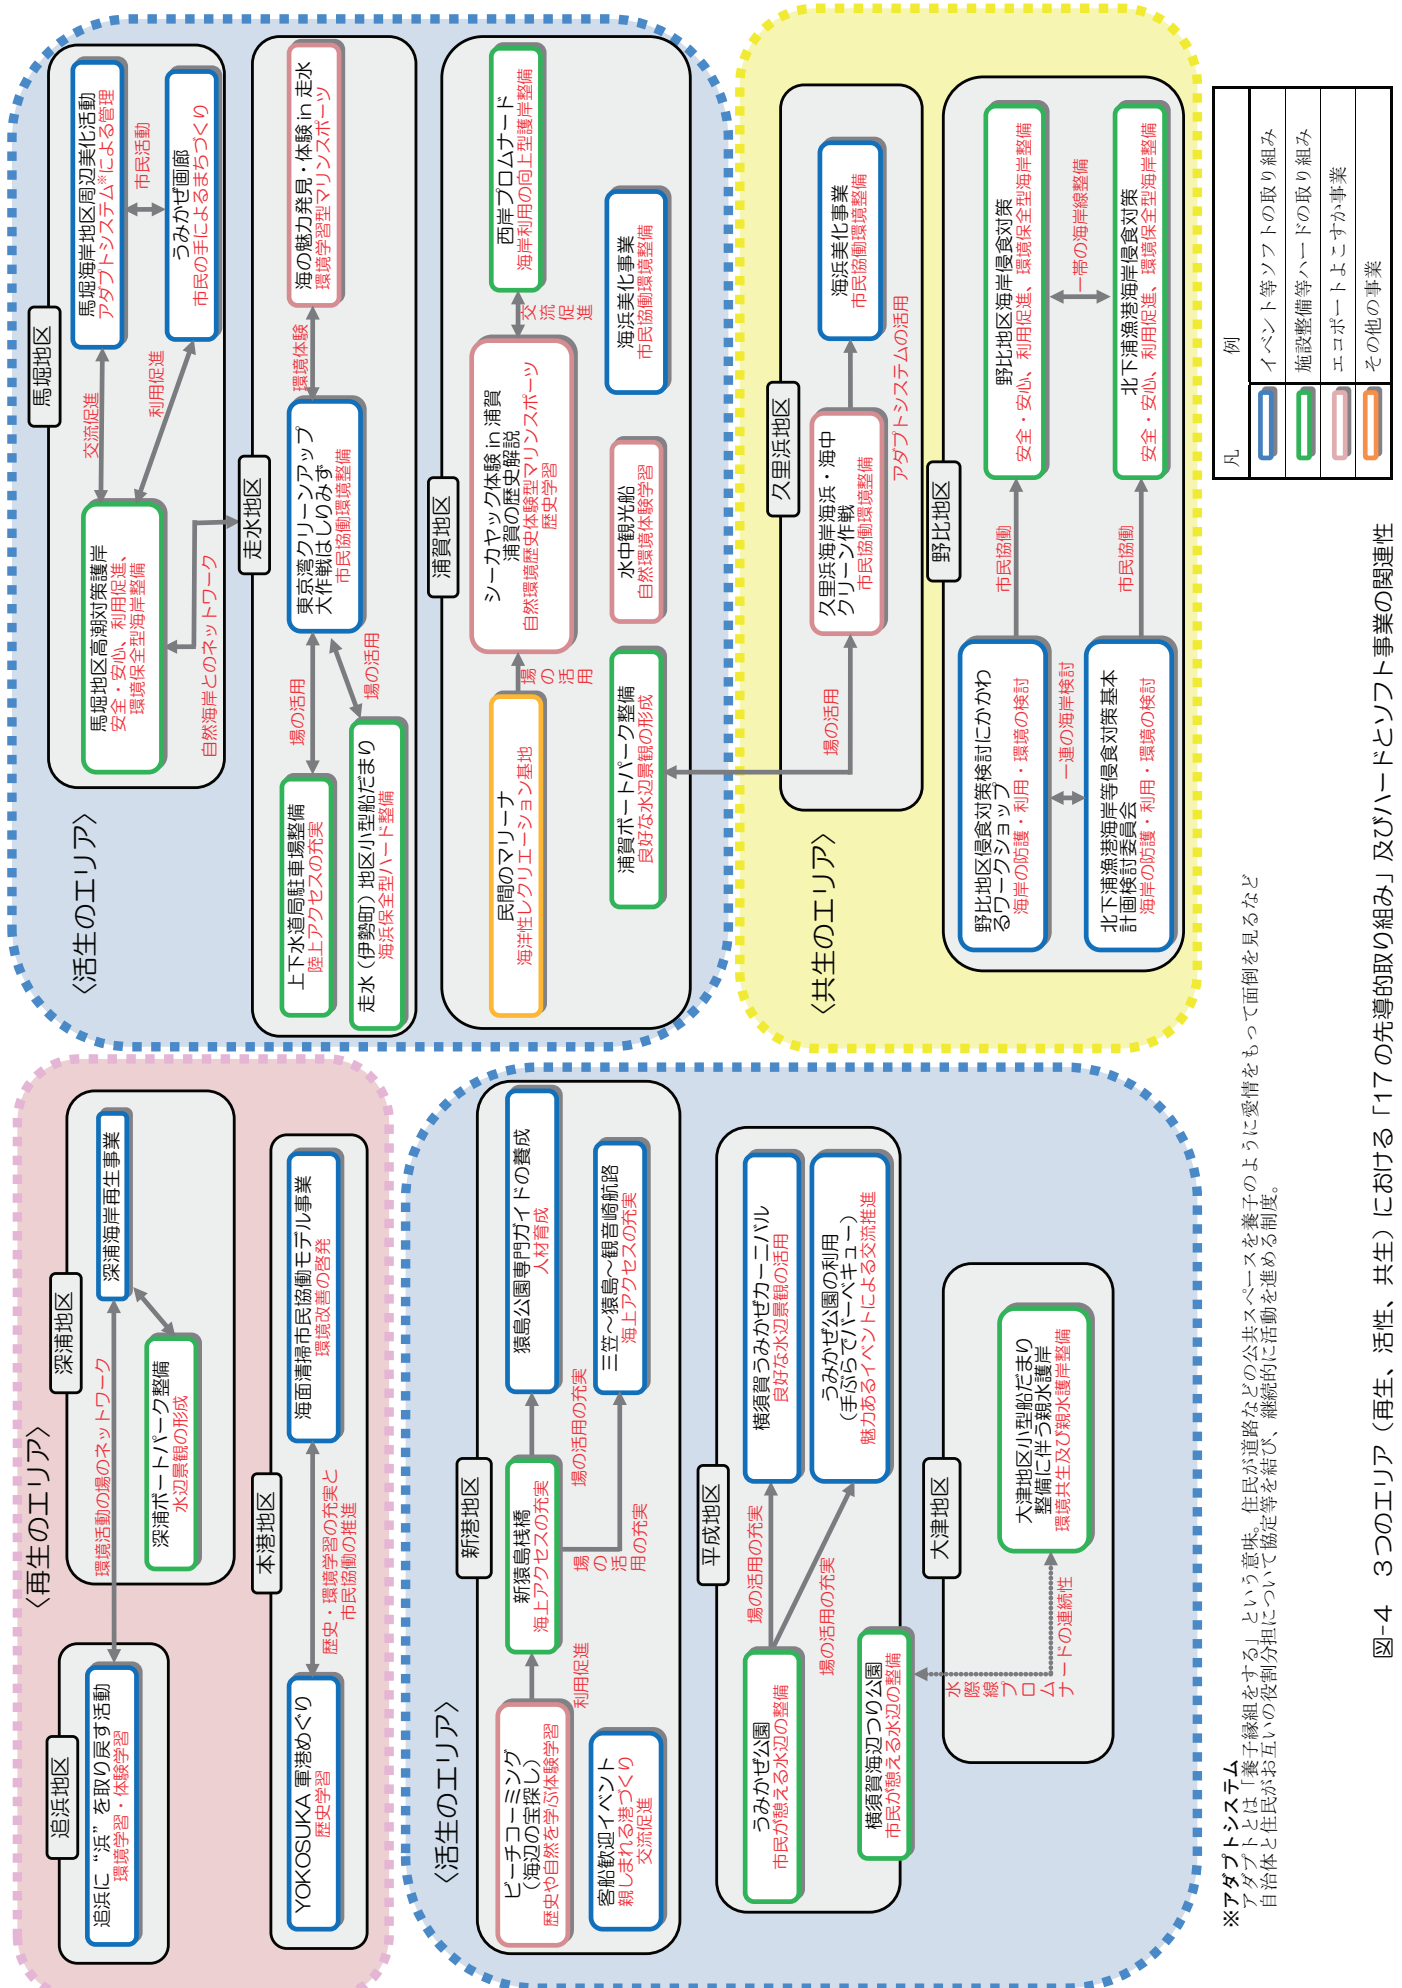 〈再生のエリア〉
追浜地区
追浜に“浜”を取り戻す活動
環境学習・体験学習
環境活動の場のネットワーク
深浦地区
深浦海岸再生事業
深浦ボートパーク整備
水辺景観の形成
本港地区
YOKOSUKA 軍港めぐり
歴史学習
歴史・環境学習の充実と
市民協働の推進
海面清掃市民協働モデル事業
環境改善の啓発
〈活生のエリア〉
新港地区
ビーチコーミング
（海辺の宝探し）
歴史や自然を学ぶ体験学習
利用促進
新猿島桟橋
海上アクセスの充実
場の活用の充実
猿島公園専門ガイドの養成
人材育成
客船歓迎イベント
親しまれる港づくり
交流促進
場の活
用の充実
三笠～猿島～観音崎航路
海上アクセスの充実
平成地区
うみかぜ公園
市民が憩える水辺の整備
場の活用の充実
場の活用の充実
横須賀うみかぜカーニバル
良好な水辺景観の活用
うみかぜ公園の利用
（手ぶらでバーベキュー）
魅力あるイベントによる交流推進
横須賀海辺つり公園
市民が憩える水辺の整備
水際線プロム
ナードの連続性
大津地区
大津地区小型船だまり
整備に伴う親水護岸
環境共生及び親水護岸整備
〈活生のエリア〉
馬堀地区
馬堀地区高潮対策護岸
安全・安心、利用促進、
環境保全型海岸整備
交流促進
利用促進
馬堀海岸地区周辺美化活動
アダプトシステム※による管理
市民活動
うみかぜ画廊
市民の手によるまちづくり
自然海岸とのネットワーク
走水地区
上下水道局駐車場整備
陸上アクセスの充実
場の活用
走水（伊勢町）地区小型船だまり
海浜保全型ハード整備
場の活用
東京湾クリーンアップ
大作戦はしりみず
市民協働環境整備
環境体験
海の魅力発見・体験 in 走水
環境学習型マリンスポーツ
浦賀地区
民間のマリーナ
海洋性レクリエーション基地
場の活用
シーカヤック体験 in 浦賀
浦賀の歴史解説
自然環境歴史体験型マリンスポーツ
歴史学習
交流促進
西岸プロムナード
海岸利用の向上型護岸整備
浦賀ボートパーク整備
良好な水辺景観の形成
水中観光船
自然環境体験学習
海浜美化事業
市民協働環境整備
〈共生のエリア〉
久里浜地区
場の活用
久里浜海岸海浜・海中
クリーン作戦
市民協働環境整備
アダプトシステムの活用
海浜美化事業
市民協働環境整備
野比地区
野比地区侵食対策検討にかかわ
るワークショップ
海岸の防護・利用・環境の検討
市民協働
野比地区海岸侵食対策
安全・安心、利用促進、環境保全型海岸整備
一連の海岸検討
一帯の海岸線整備
北下浦漁港海岸等侵食対策基本
計画検討委員会
海岸の防護・利用・環境の検討
市民協働
北下浦漁港海岸侵食対策
安全・安心、利用促進、環境保全型海岸整備
凡　例
イベント等ソフトの取り組み
施設整備等ハードの取り組み
エコポートよこすか事業
その他の事業
※アダプトシステム
アダプトとは「養子縁組をする」という意味。住民が道路などの公共スペースを養子のように愛情をもって面倒を見るなど
自治体と住民がお互いの役割分担について協定等を結び、継続的に活動を進める制度。
図-4　3つのエリア（再生、活性、共生）における「17の先導的取り組み」及びハードとソフト事業の関連性